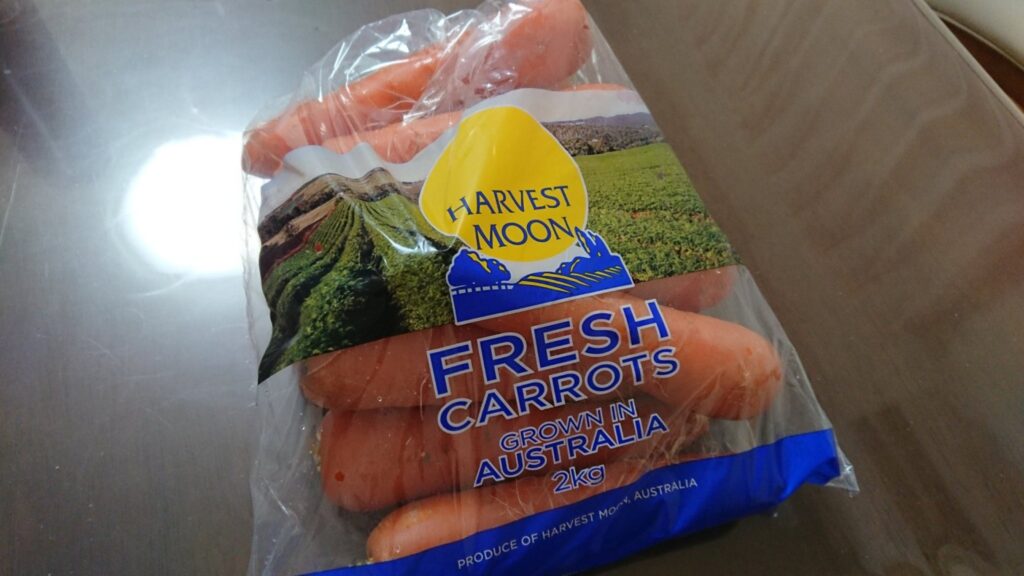 HARVEST
MOON
FRESH
CARROTS
GROWN IN
AUSTRALIA
2kg
PRODUCE OF HARVEST MOON, AUSTRALIA